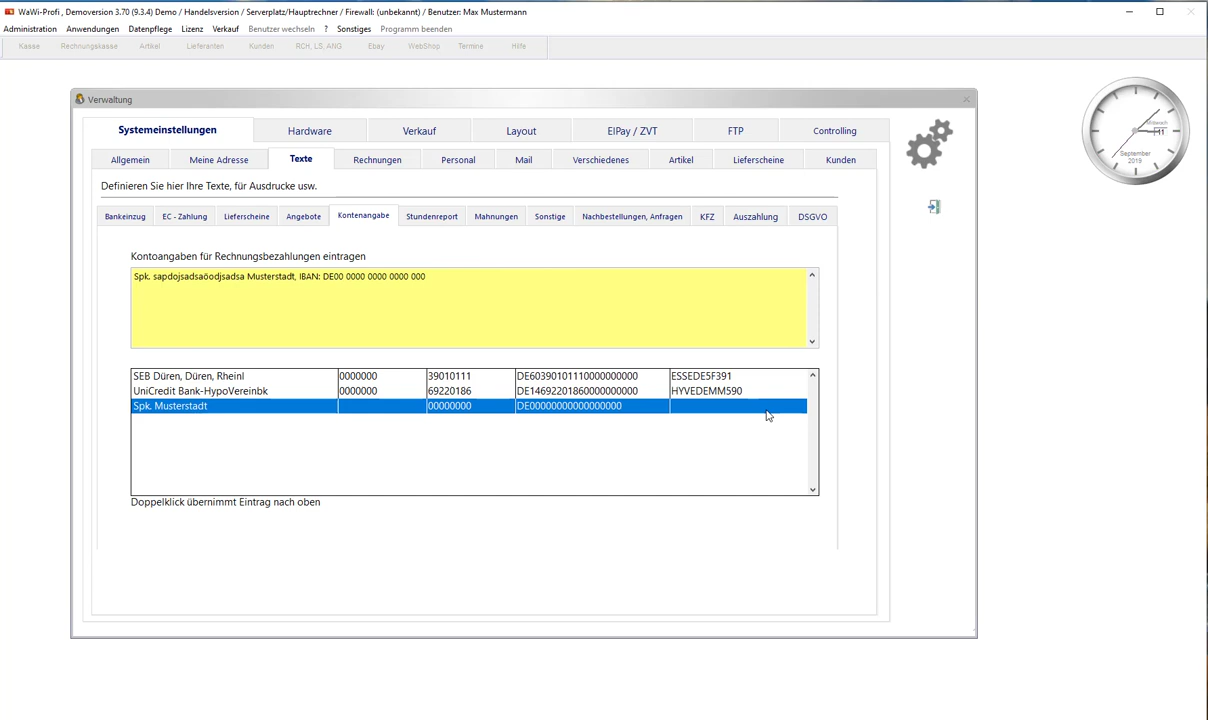 WaWi-Profi , Demoversion 3.70 (9.3.4) Demo / Handelsversion / Serverplatz/Hauptrechner / Firewall: (unbekannt) / Benutzer: Max Mustermann
Administration Anwendungen Datenpflege Lizenz Verkauf Benutzer wechseln ? Sonstiges Programm beenden
Kasse Rechnungskasse Artikel Lieferanten Kunden RCH, LS, ANG Ebay WebShop Termine Hilfe
Verwaltung
Systemeinstellungen Hardware Verkauf Layout ElPay / ZVT FTP Controlling
Allgemein Meine Adresse Texte Rechnungen Personal Mail Verschiedenes Artikel Lieferscheine Kunden
Definieren Sie hier Ihre Texte, für Ausdrucke usw.
Bankeinzug EC - Zahlung Lieferscheine Angebote Kontenangabe Stundenreport Mahnungen Sonstige Nachbestellungen, Anfragen KFZ Auszahlung DSGVO
Kontoangaben für Rechnungsbezahlungen eintragen
Spk. sapdojsadsaöodjsadsa Musterstadt, IBAN: DE00 0000 0000 0000 000
SEB Düren, Düren, Rheinl 0000000 39010111 DE60390101110000000000 ESSEDE5F391
UniCredit Bank-HypoVereinbk 0000000 69220186 DE14692201860000000000 HYVEDEMM590
Spk. Musterstadt 00000000 DE00000000000000000
Doppelklick übernimmt Eintrag nach oben
Mittwoch
11
September
2019